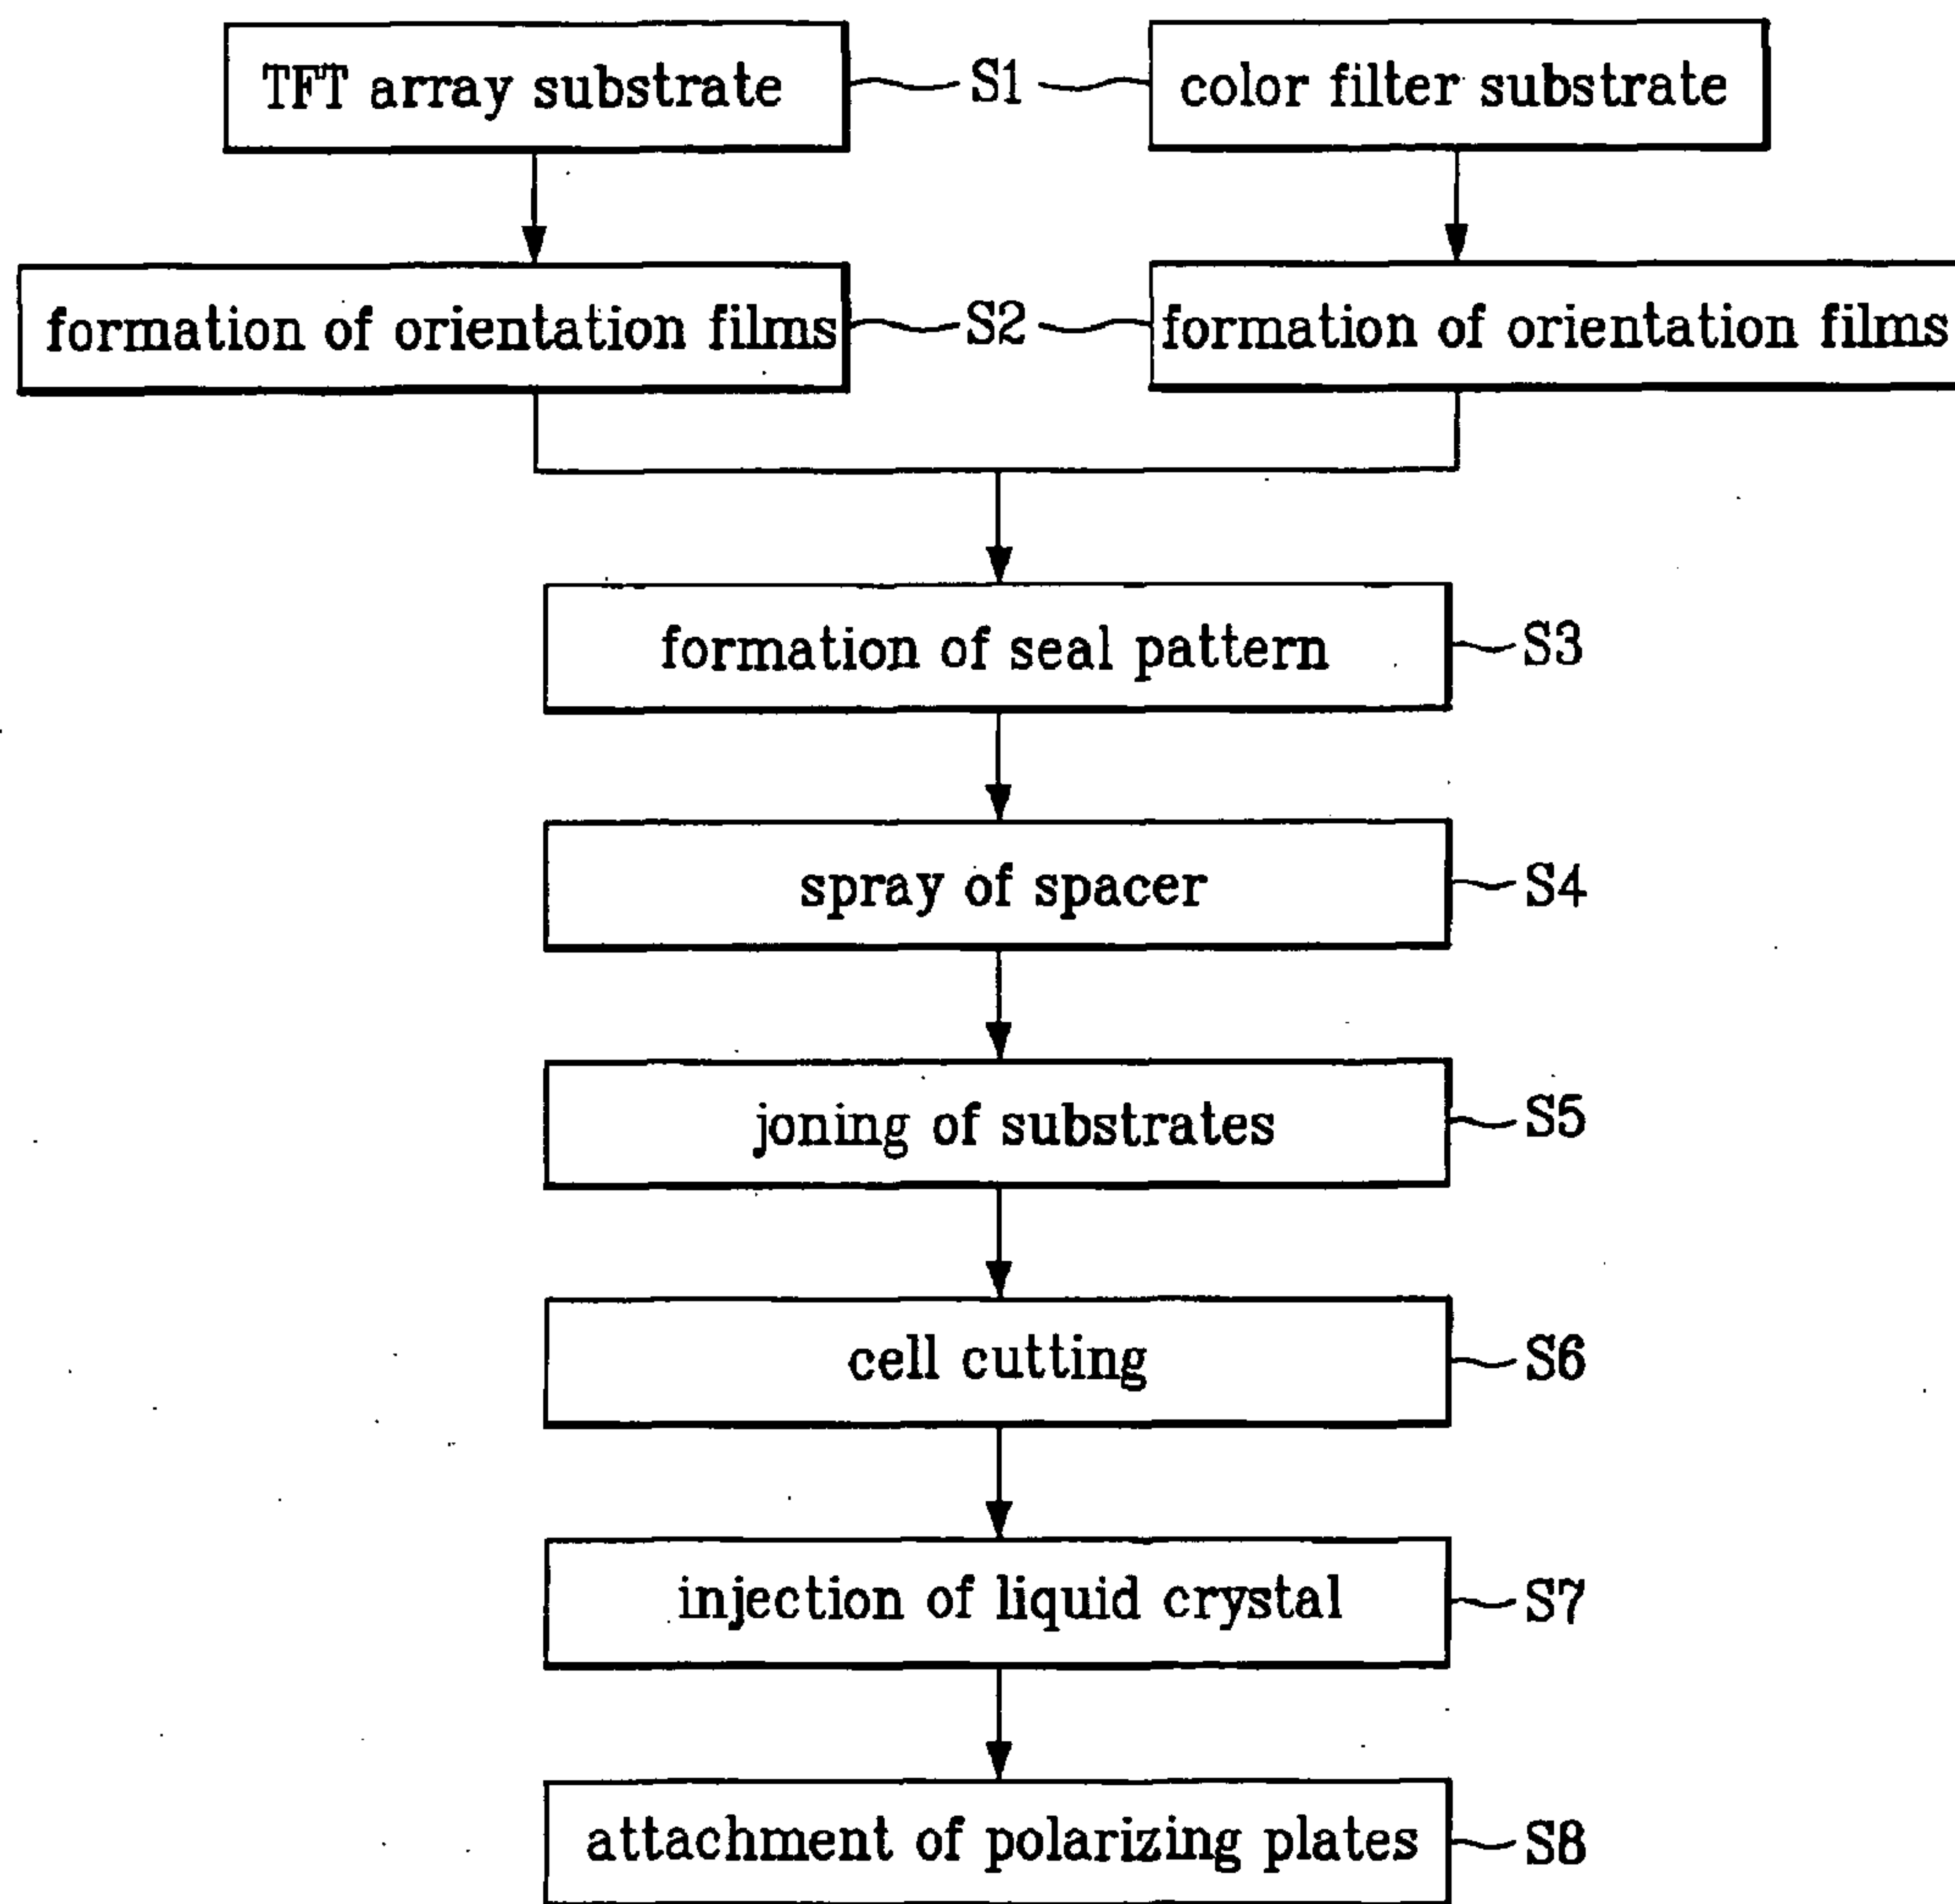 TFT array substrate S1 color filter substrate
formation of orientation films S2 formation of orientation films
formation of seal pattern S3
spray of spacer S4
joning of substrates S5
cell cutting S6
injection of liquid crystal S7
attachment of polarizing plates S8